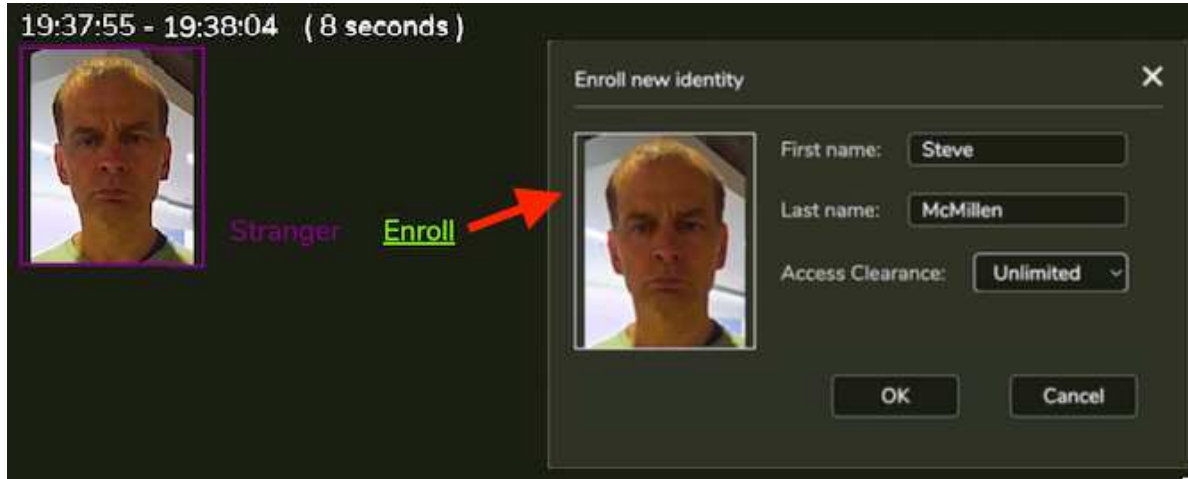 19:37:55 - 19:38:04 ( 8 seconds )
Stranger
Enroll
Enroll new identity
First name: Steve
Last name: McMillen
Access Clearance: Unlimited
OK
Cancel